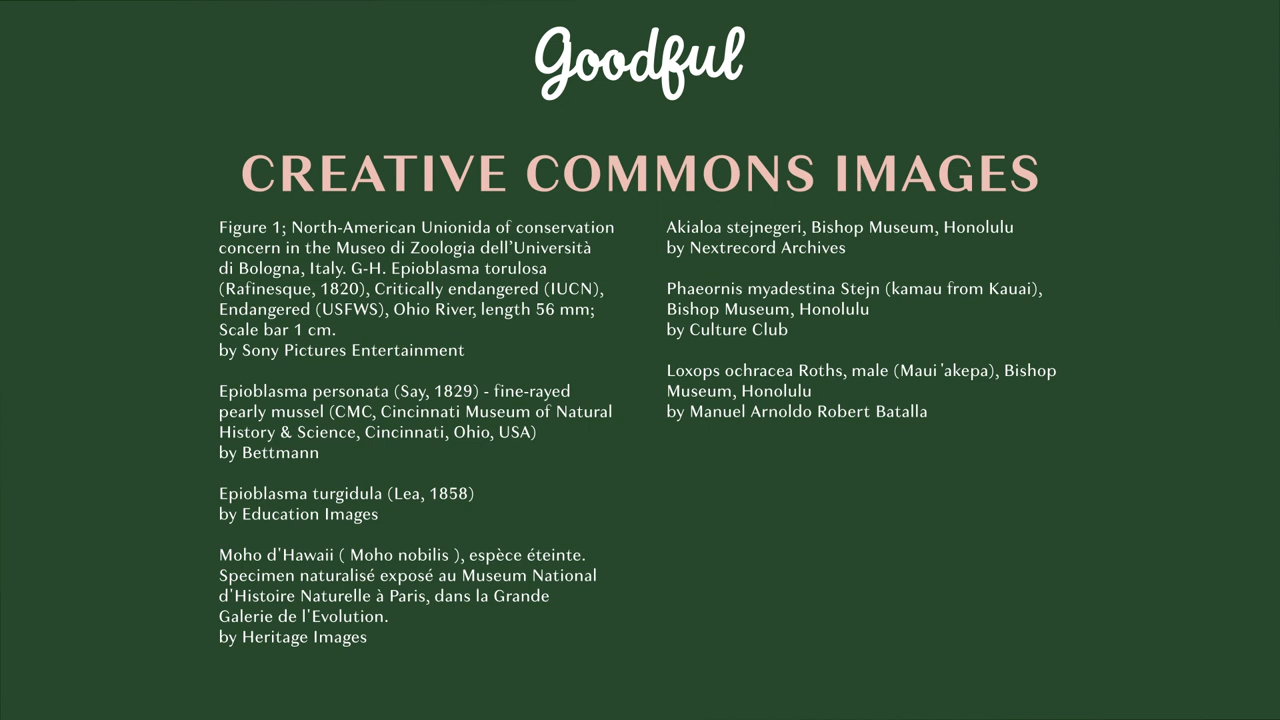 Goodful
CREATIVE COMMONS IMAGES
Figure 1; North-American Unionida of conservation
concern in the Museo di Zoologia dell’Università
di Bologna, Italy. G-H. Epioblasma torulosa
(Rafinesque, 1820), Critically endangered (IUCN),
Endangered (USFWS), Ohio River, length 56 mm;
Scale bar 1 cm.
by Sony Pictures Entertainment
Epioblasma personata (Say, 1829) - fine-rayed
pearly mussel (CMC, Cincinnati Museum of Natural
History & Science, Cincinnati, Ohio, USA)
by Bettmann
Epioblasma turgidula (Lea, 1858)
by Education Images
Moho d'Hawaii ( Moho nobilis ), espèce éteinte.
Specimen naturalisé exposé au Museum National
d'Histoire Naturelle à Paris, dans la Grande
Galerie de l'Evolution.
by Heritage Images
Akialoa stejnegeri, Bishop Museum, Honolulu
by Nextrecord Archives
Phaeornis myadestina Stejn (kamau from Kauai),
Bishop Museum, Honolulu
by Culture Club
Loxops ochracea Roths, male (Maui 'akepa), Bishop
Museum, Honolulu
by Manuel Arnoldo Robert Batalla